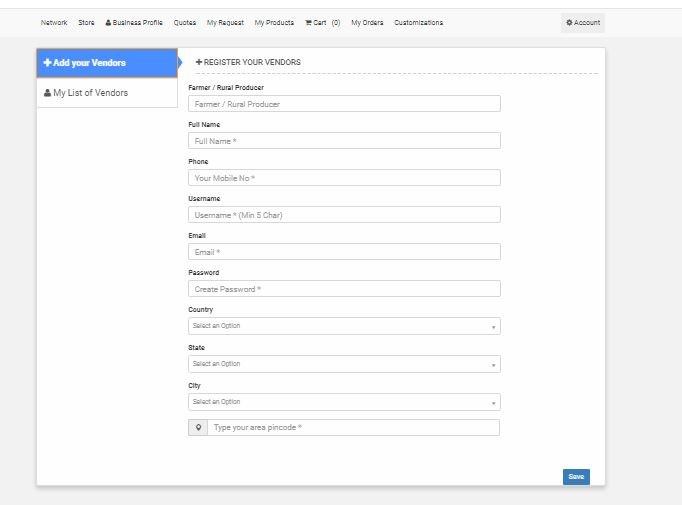 Network Store Business Profile Quotes My Request My Products Cart (0) My Orders Customizations Account
Add your Vendors
My List of Vendors
REGISTER YOUR VENDORS
Farmer / Rural Producer
Farmer / Rural Producer
Full Name
Full Name *
Phone
Your Mobile No *
Username
Username * (Min 5 Char)
Email
Email *
Password
Create Password *
Country
Select an Option
State
Select an Option
City
Select an Option
Type your area pincode *
Save